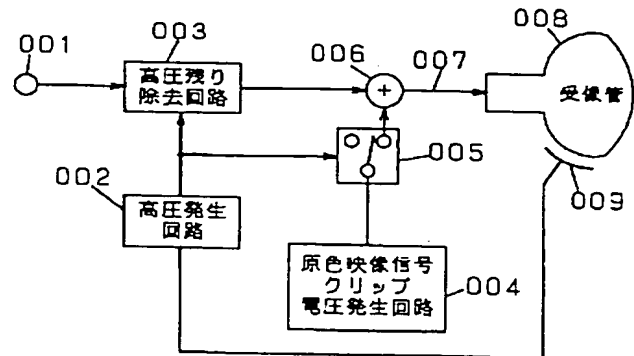 001
003
高圧残り
除去回路
006
+
007
008
受像管
005
009
002
高圧発生
回路
原色映像信号
クリップ
電圧発生回路
004